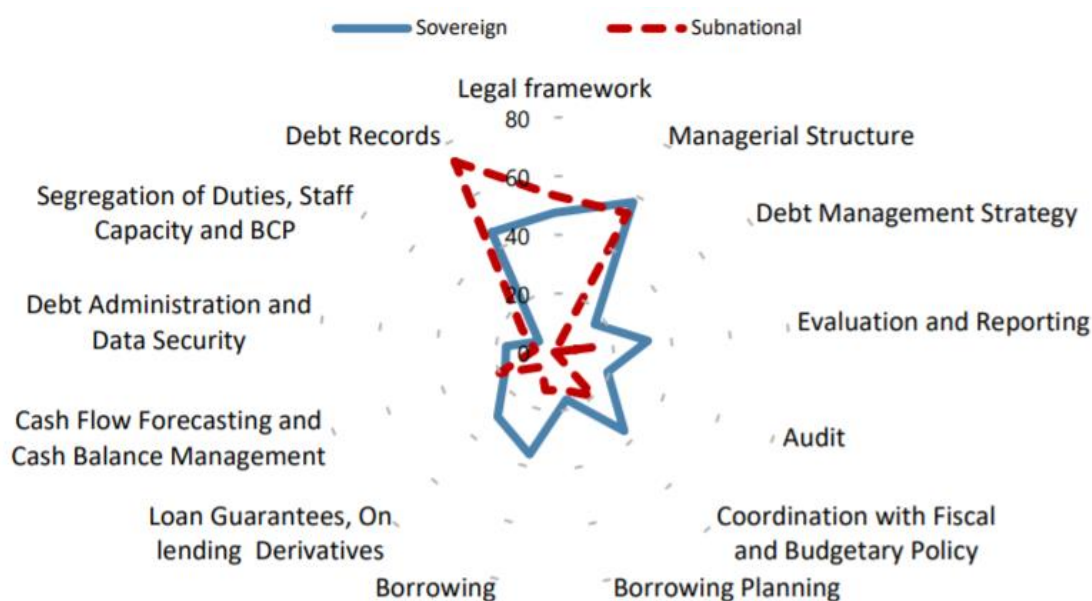 Sovereign
Subnational
Legal framework
80
Debt Records
Managerial Structure
60
Segregation of Duties, Staff
Capacity and BCP
Debt Management Strategy
40
20
Debt Administration and
Data Security
Evaluation and Reporting
0
Cash Flow Forecasting and
Cash Balance Management
Audit
Loan Guarantees, On
lending Derivatives
Coordination with Fiscal
and Budgetary Policy
Borrowing
Borrowing Planning